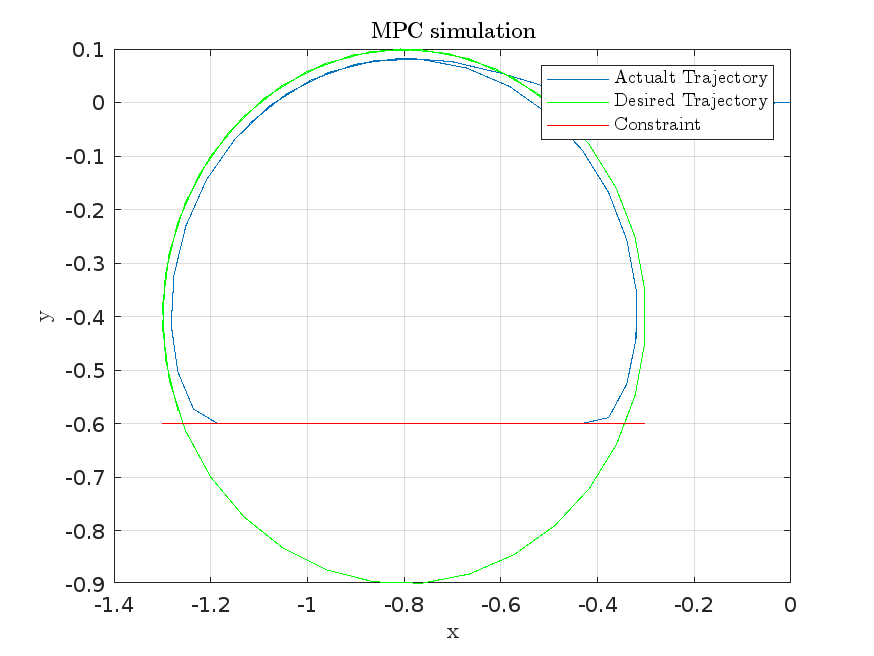 MPC simulation
0.1
0
-0.1
-0.2
-0.3
-0.4
-0.5
-0.6
-0.7
-0.8
-0.9
y
Actualt Trajectory
Desired Trajectory
Constraint
-1.4 -1.2 -1 -0.8 -0.6 -0.4 -0.2 0
x